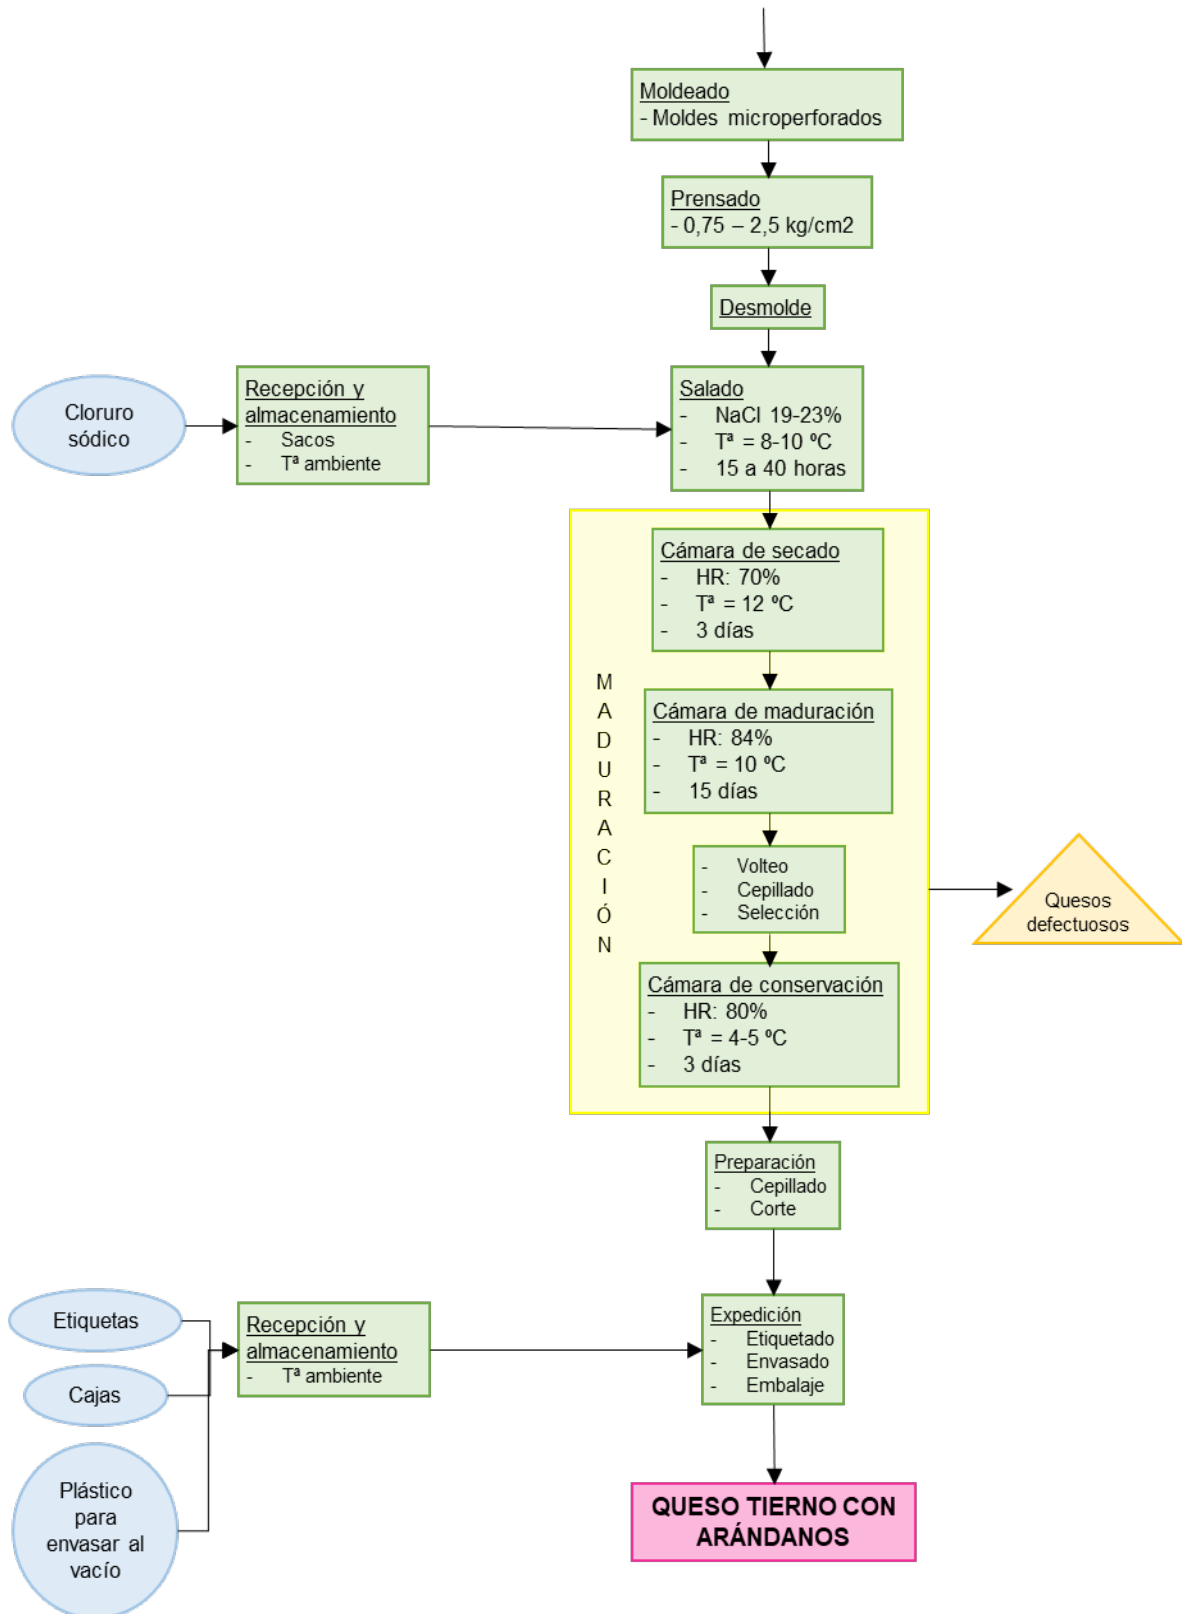 Moldeado
- Moldes microperforados
Prensado
- 0,75 – 2,5 kg/cm2
Desmolde
Cloruro
sódico
Recepción y
almacenamiento
- Sacos
- Tª ambiente
Salado
- NaCl 19-23%
- Tª = 8-10 ºC
- 15 a 40 horas
MADURACIÓN
Cámara de secado
- HR: 70%
- Tª = 12 ºC
- 3 días
Cámara de maduración
- HR: 84%
- Tª = 10 ºC
- 15 días
- Volteo
- Cepillado
- Selección
Quesos
defectuosos
Cámara de conservación
- HR: 80%
- Tª = 4-5 ºC
- 3 días
Preparación
- Cepillado
- Corte
Etiquetas
Cajas
Plástico
para
envasar al
vacío
Recepción y
almacenamiento
- Tª ambiente
Expedición
- Etiquetado
- Envasado
- Embalaje
QUESO TIERNO CON
ARÁNDANOS